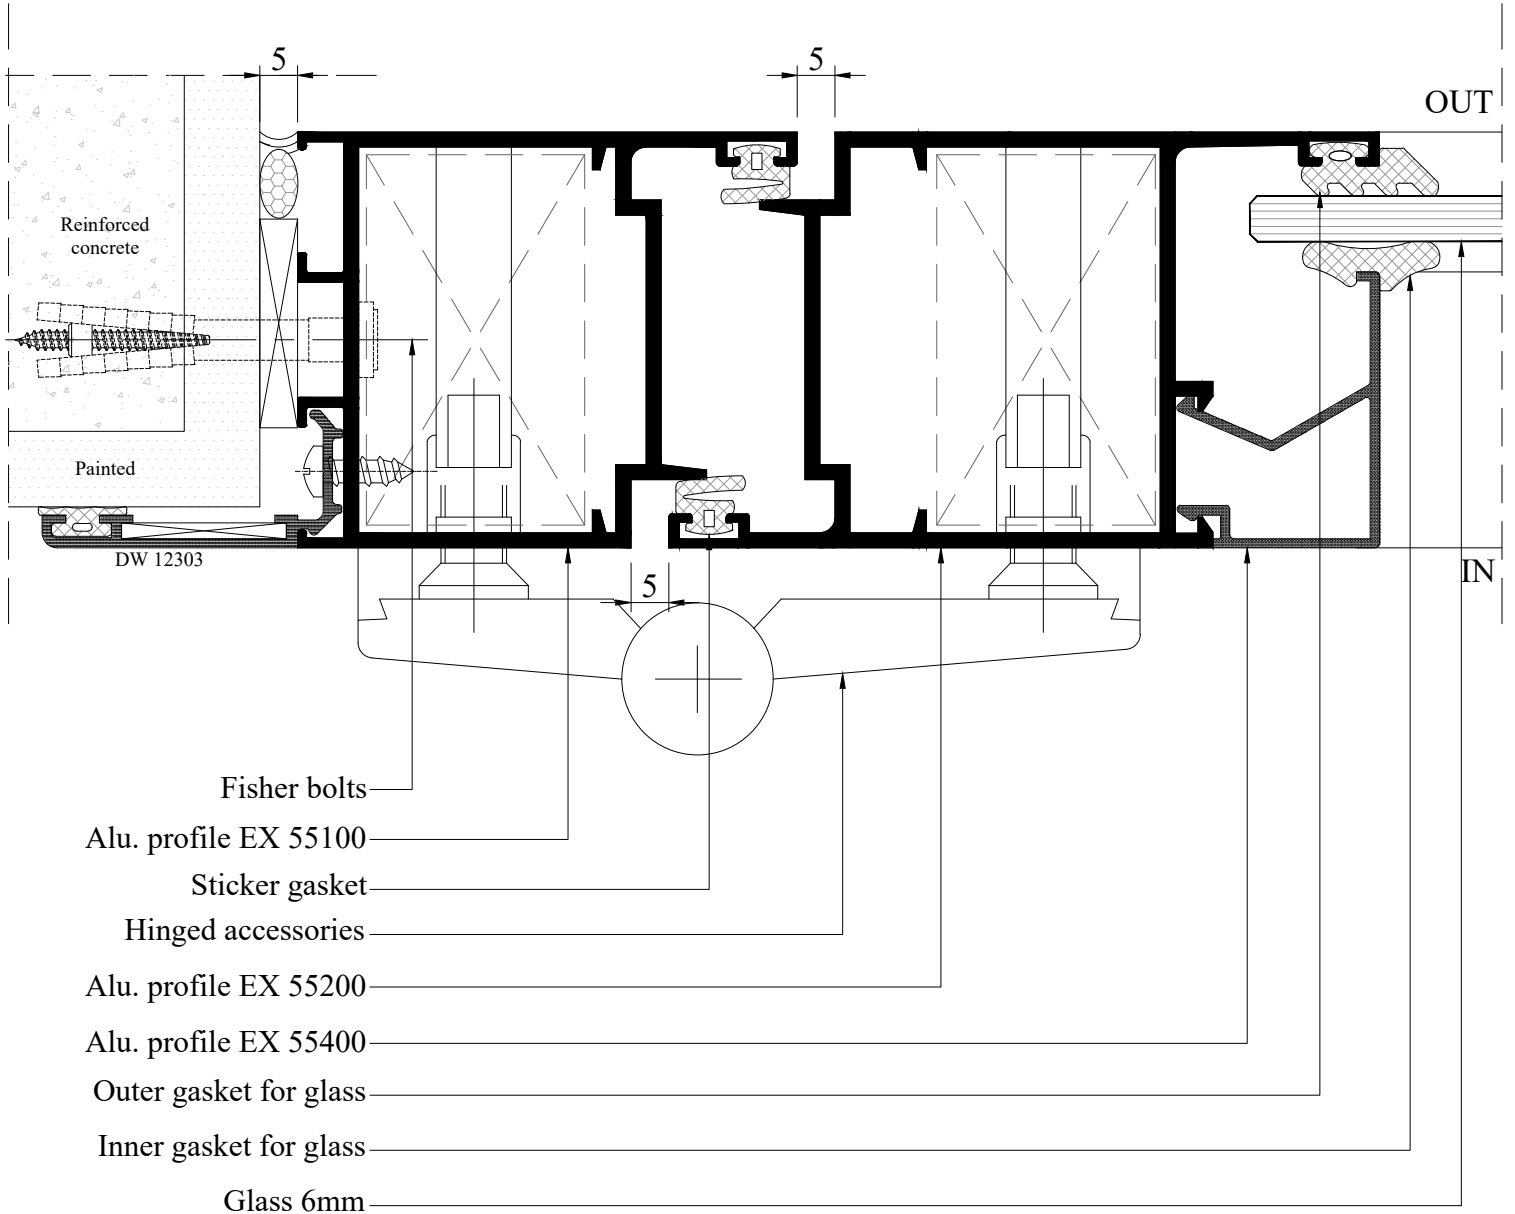 5
5
OUT
Reinforced
concrete
Painted
DW 12303
IN
5
Fisher bolts
Alu. profile EX 55100
Sticker gasket
Hinged accessories
Alu. profile EX 55200
Alu. profile EX 55400
Outer gasket for glass
Inner gasket for glass
Glass 6mm